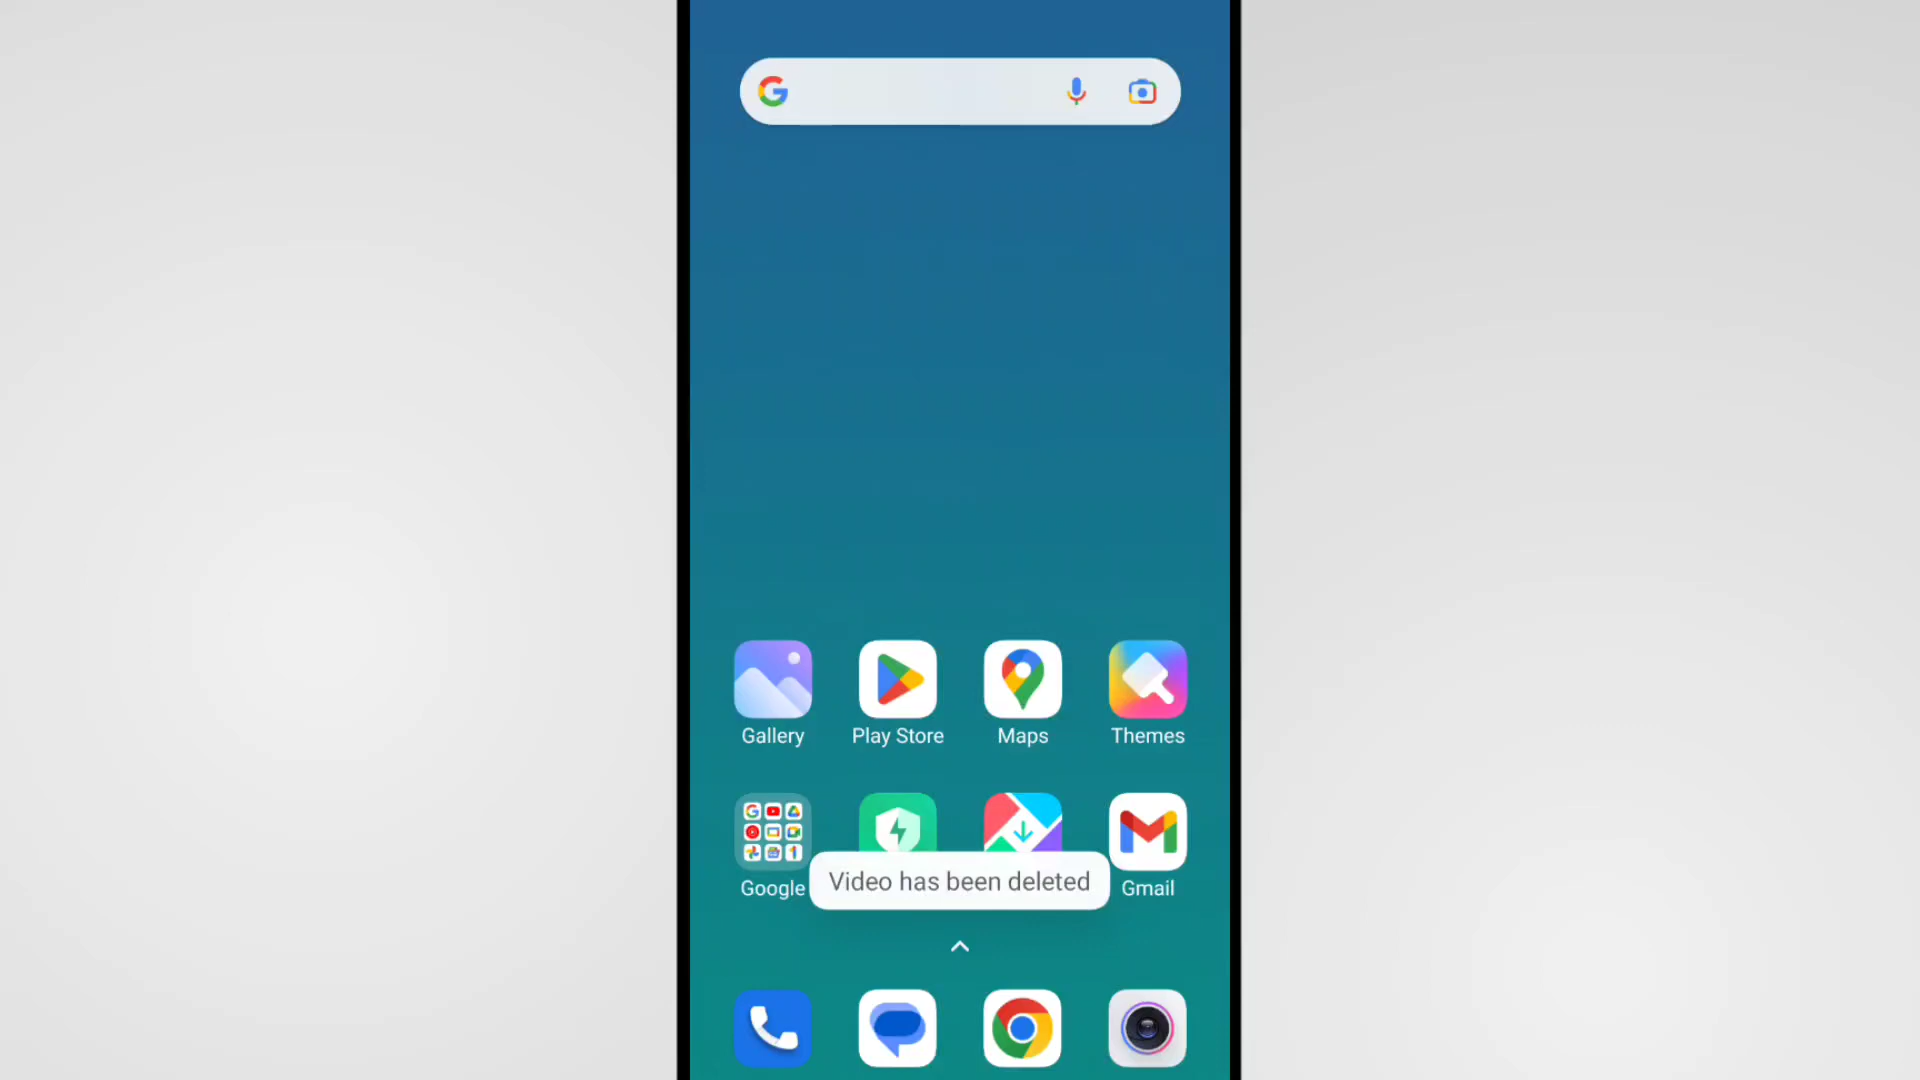 Gallery
Play Store
Maps
Themes
Google
Video has been deleted
Gmail